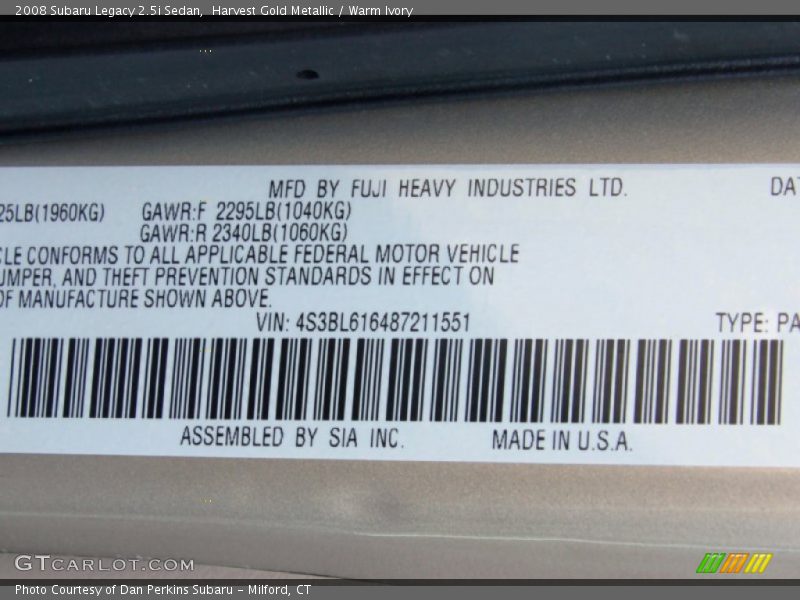 2008 Subaru Legacy 2.5i Sedan, Harvest Gold Metallic / Warm Ivory
MFD BY FUJI HEAVY INDUSTRIES LTD. DAT
25LB(1960KG) GAWR:F 2295LB(1040KG)
GAWR:R 2340LB(1060KG)
CLE CONFORMS TO ALL APPLICABLE FEDERAL MOTOR VEHICLE
UMPER, AND THEFT PREVENTION STANDARDS IN EFFECT ON
OF MANUFACTURE SHOWN ABOVE.
VIN: 4S3BL616487211551 TYPE: PA
ASSEMBLED BY SIA INC. MADE IN U.S.A.
GTCARLOT.COM
Photo Courtesy of Dan Perkins Subaru - Milford, CT